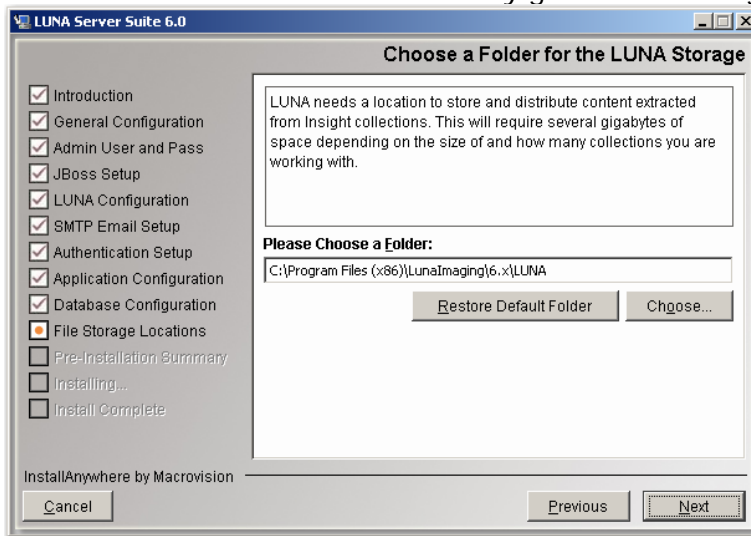 LUNA Server Suite 6.0
Choose a Folder for the LUNA Storage
Introduction
General Configuration
Admin User and Pass
JBoss Setup
LUNA Configuration
SMTP Email Setup
Authentication Setup
Application Configuration
Database Configuration
File Storage Locations
Pre-Installation Summary
Installing...
Install Complete
LUNA needs a location to store and distribute content extracted
from Insight collections. This will require several gigabytes of
space depending on the size of and how many collections you are
working with.
Please Choose a Folder:
C:\Program Files (x86)\LunaImaging\6.x\LUNA
Restore Default Folder
Choose...
InstallAnywhere by Macrovision
Cancel
Previous
Next